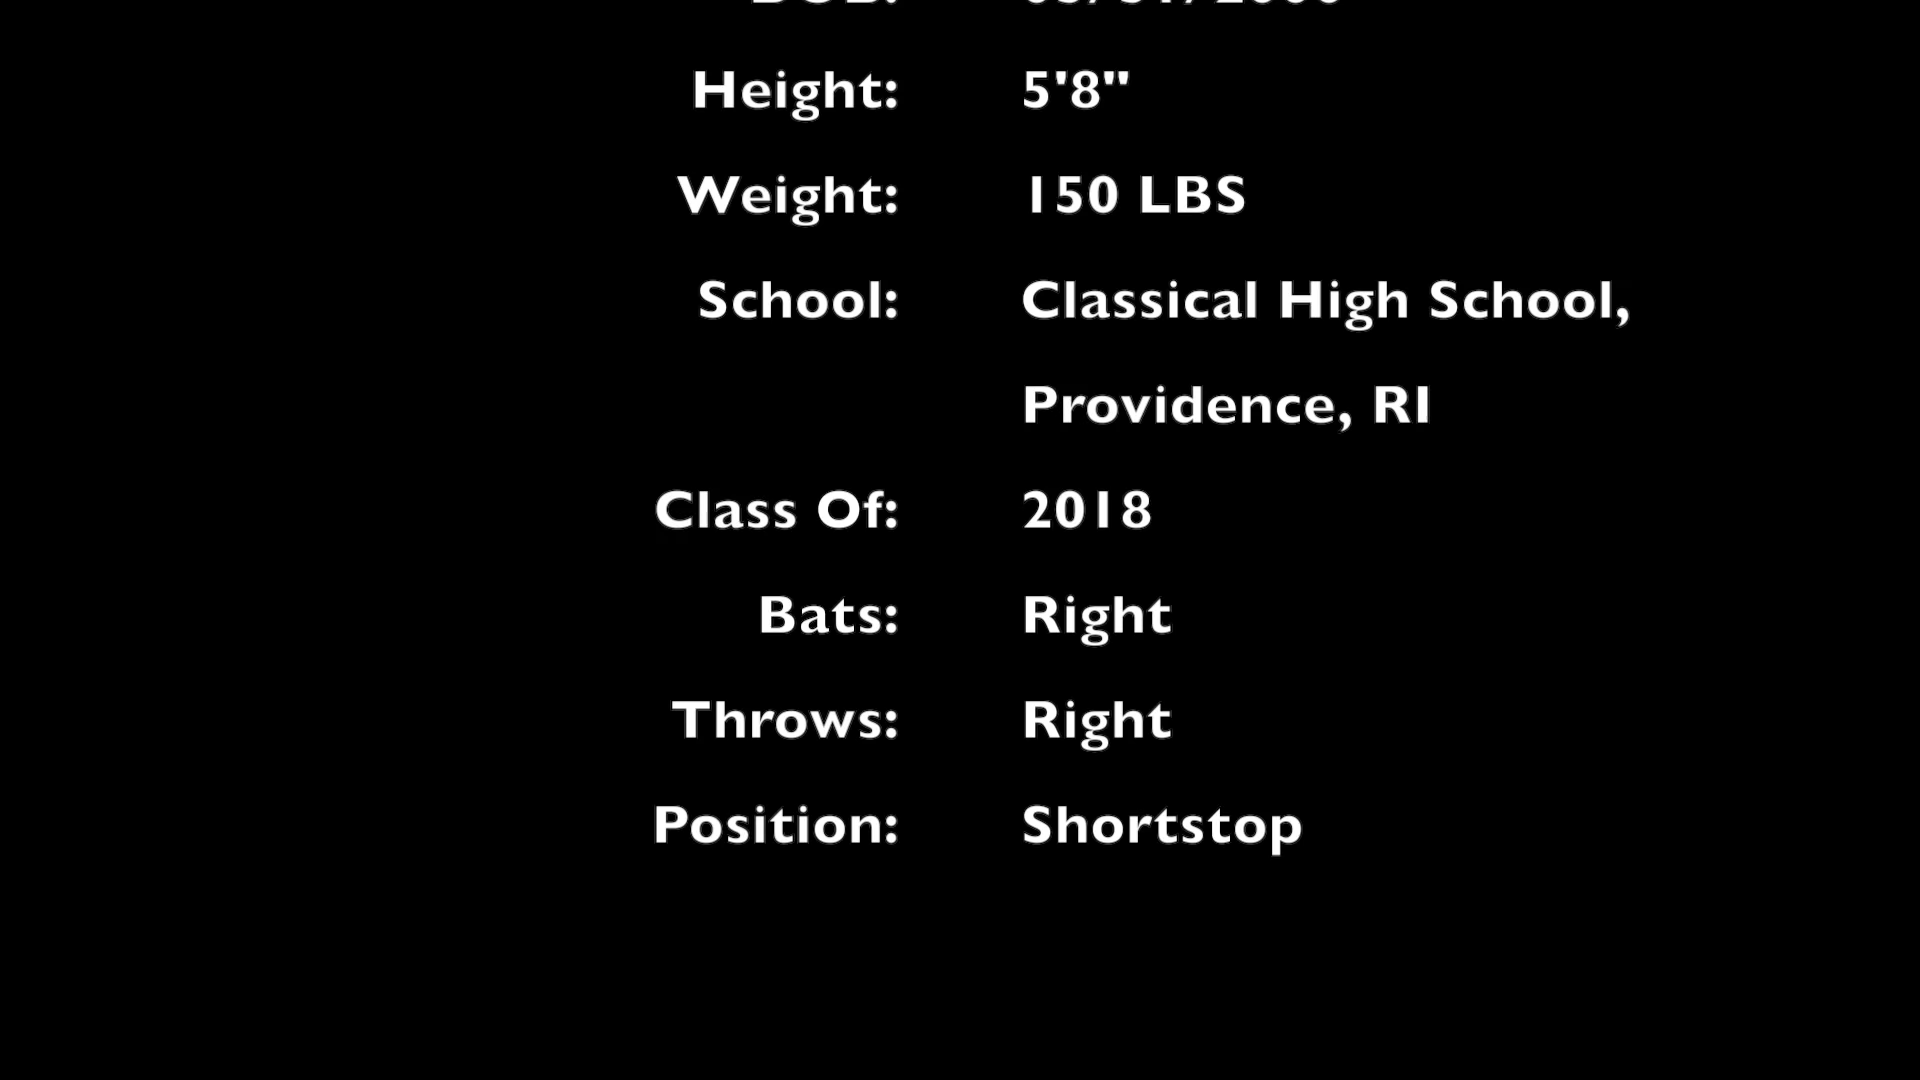 DOB:
Height: 5'8"
Weight: 150 LBS
School: Classical High School,
Providence, RI
Class Of: 2018
Bats: Right
Throws: Right
Position: Shortstop